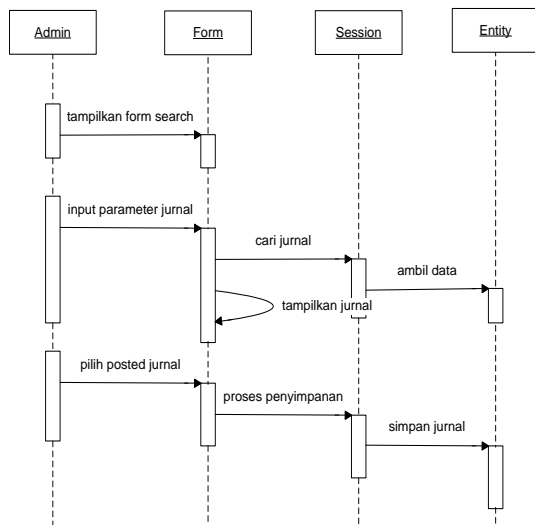 Admin
Form
Session
Entity
tampilkan form search
input parameter jurnal
cari jurnal
ambil data
tampilkan jurnal
pilih posted jurnal
proses penyimpanan
simpan jurnal